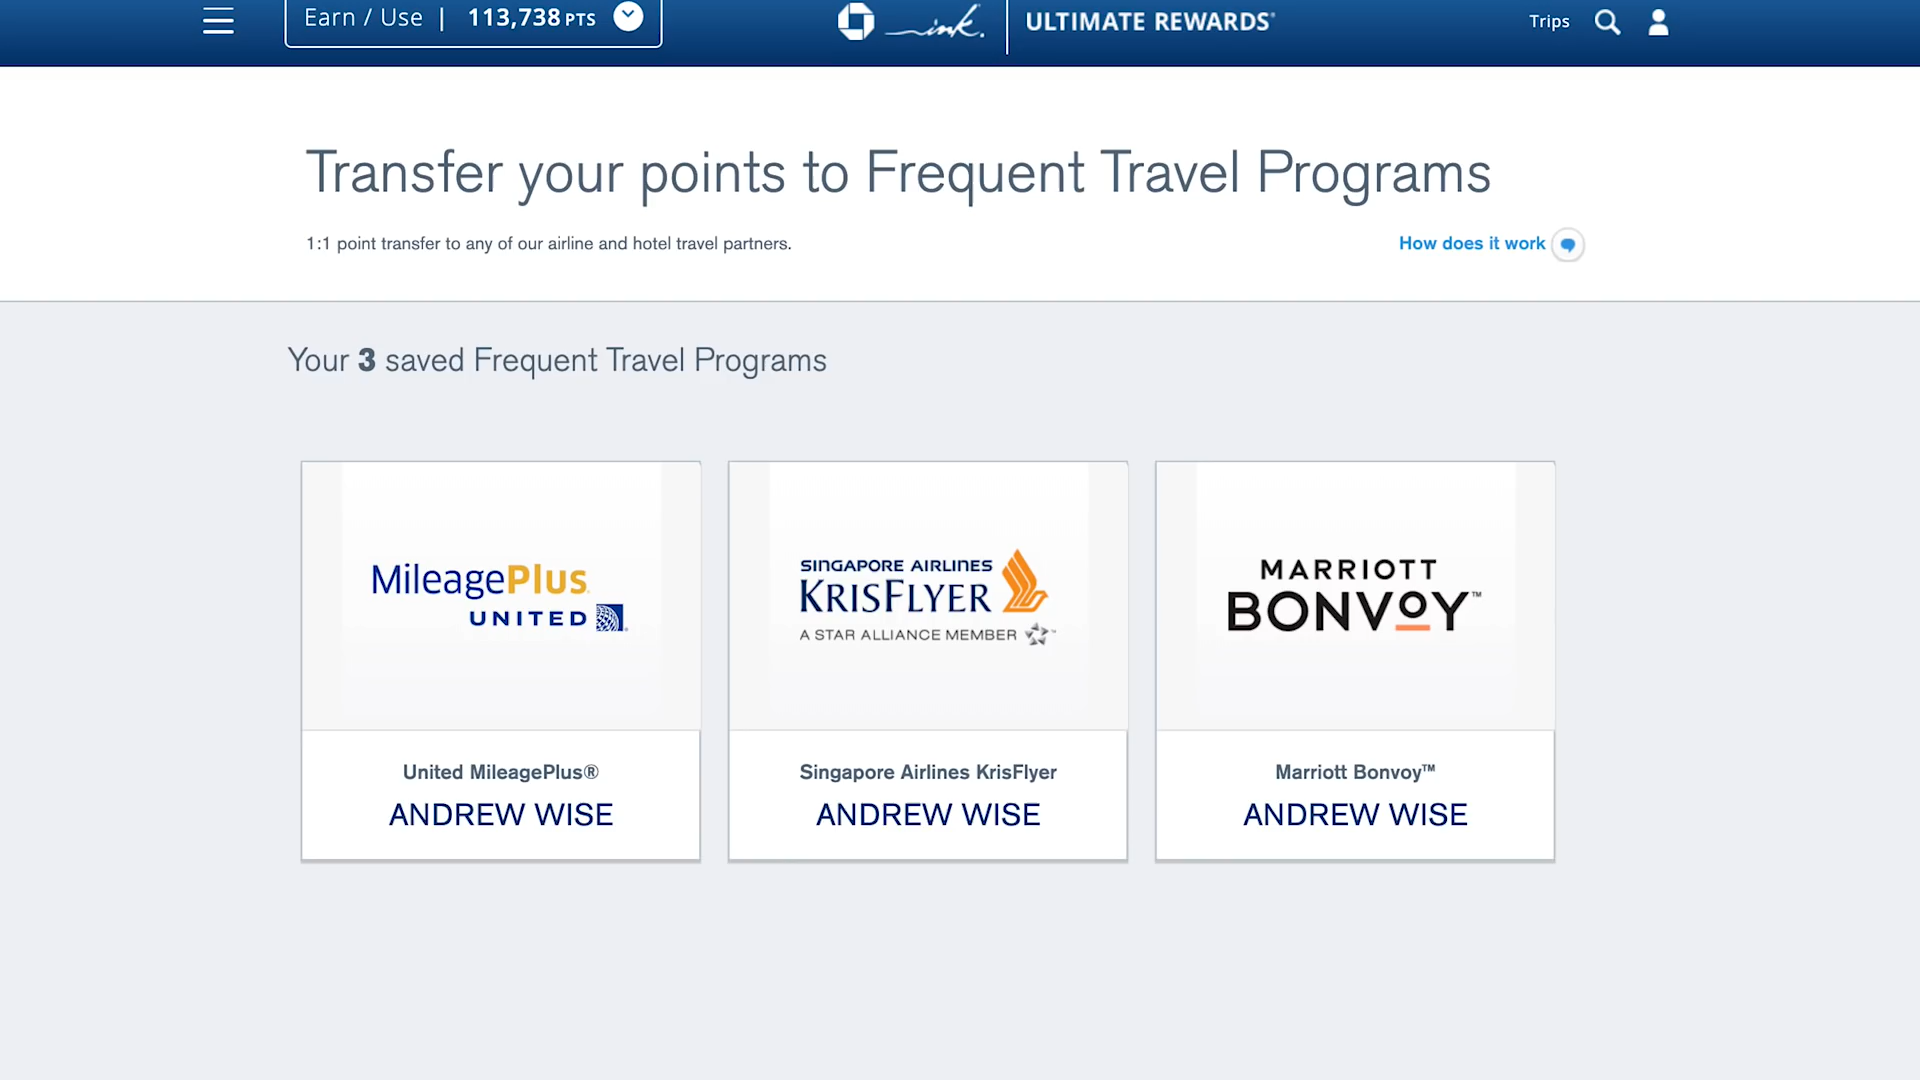 Earn / Use | 113,738 PTS
ink. ULTIMATE REWARDS®
Trips
Transfer your points to Frequent Travel Programs
1:1 point transfer to any of our airline and hotel travel partners.
How does it work
Your 3 saved Frequent Travel Programs
MileagePlus
UNITED
United MileagePlus®
ANDREW WISE
SINGAPORE AIRLINES
KRISFLYER
A STAR ALLIANCE MEMBER
Singapore Airlines KrisFlyer
ANDREW WISE
MARRIOTT
BONVOY™
Marriott Bonvoy™
ANDREW WISE